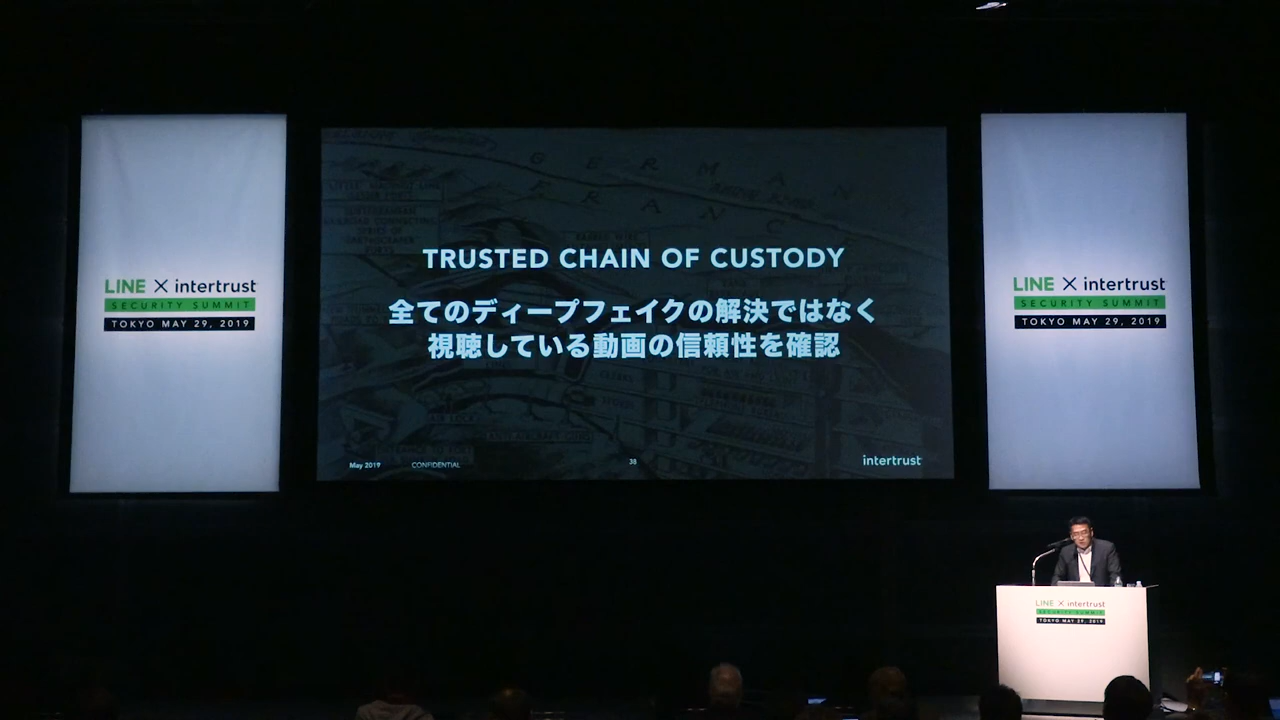 LINE × intertrust
SECURITY SUMMIT
TOKYO MAY 29, 2019
GERMAN
FRANC
TRUSTED CHAIN OF CUSTODY
全てのディープフェイクの解決ではなく
視聴している動画の信頼性を確認
May 2019 CONFIDENTIAL 38 intertrust
LINE × intertrust
SECURITY SUMMIT
TOKYO MAY 29, 2019
LINE × intertrust
SECURITY SUMMIT
TOKYO MAY 29, 2019